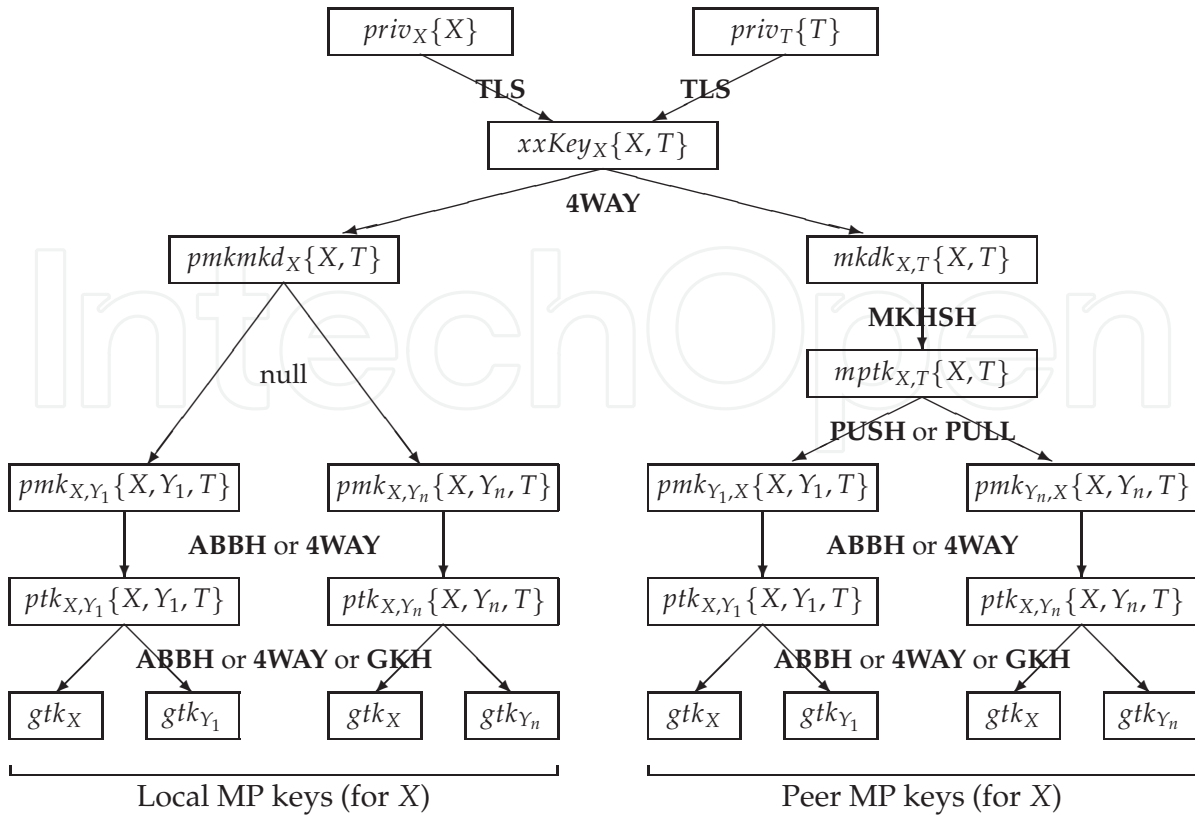 priv_X{X} priv_T{T}
TLS TLS
xxKey_X{X, T}
4WAY
pmkmkd_X{X, T} mkdk_{X,T}{X, T}
MKHSH
null
mptk_{X,T}{X, T}
PUSH or PULL
pmk_{X,Y_1}{X, Y_1, T} pmk_{X,Y_n}{X, Y_n, T} pmk_{Y_1,X}{X, Y_1, T} pmk_{Y_n,X}{X, Y_n, T}
ABBH or 4WAY ABBH or 4WAY
ptk_{X,Y_1}{X, Y_1, T} ptk_{X,Y_n}{X, Y_n, T} ptk_{X,Y_1}{X, Y_1, T} ptk_{X,Y_n}{X, Y_n, T}
ABBH or 4WAY or GKH ABBH or 4WAY or GKH
gtk_X gtk_{Y_1} gtk_X gtk_{Y_n} gtk_X gtk_{Y_1} gtk_X gtk_{Y_n}
Local MP keys (for X) Peer MP keys (for X)
IntechOpen